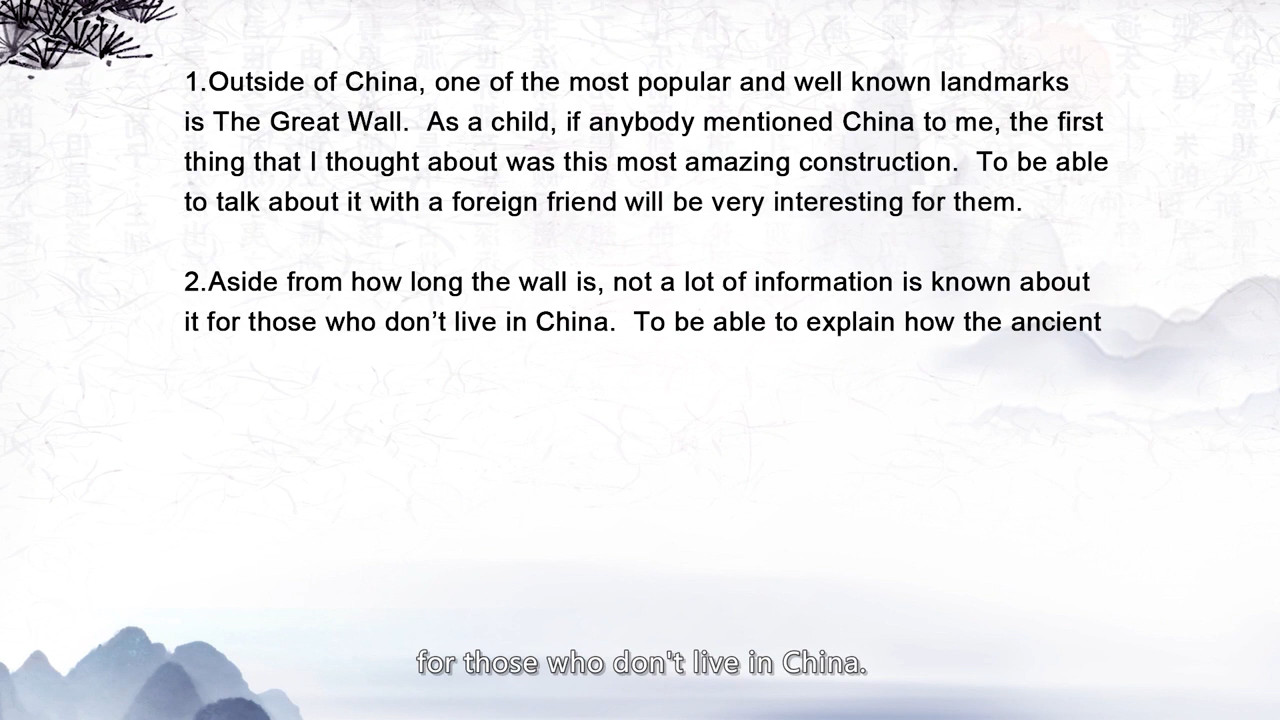 1.Outside of China, one of the most popular and well known landmarks
is The Great Wall.  As a child, if anybody mentioned China to me, the first
thing that I thought about was this most amazing construction.  To be able
to talk about it with a foreign friend will be very interesting for them.
2.Aside from how long the wall is, not a lot of information is known about
it for those who don’t live in China.  To be able to explain how the ancient
for those who don't live in China.